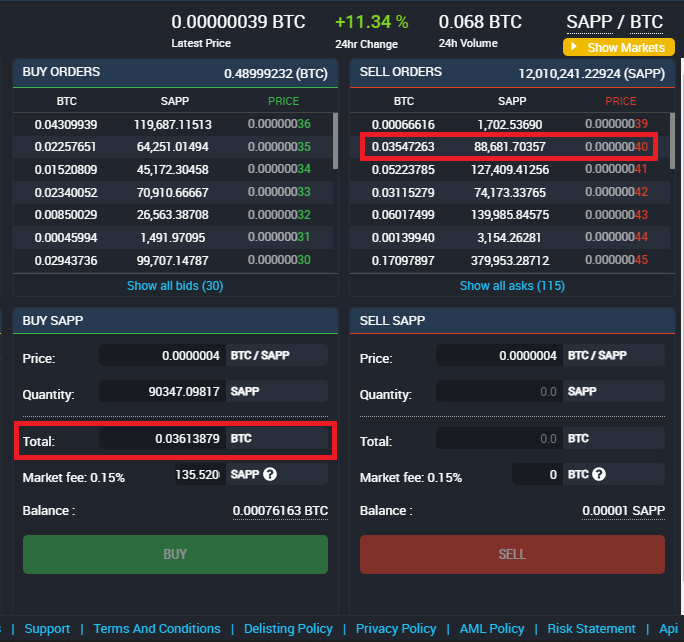 0.00000039 BTC +11.34 % 0.068 BTC SAPP / BTC
Latest Price 24hr Change 24h Volume Show Markets
BUY ORDERS 0.48999232 (BTC)
BTC SAPP PRICE
0.04309939 119,687.11513 0.00000036
0.02257651 64,251.01494 0.00000035
0.01520809 45,172.30458 0.00000034
0.02340052 70,910.66667 0.00000033
0.00850029 26,563.38708 0.00000032
0.00045994 1,491.97095 0.00000031
0.02943736 99,707.14787 0.00000030
Show all bids (30)
SELL ORDERS 12,010,241.22924 (SAPP)
BTC SAPP PRICE
0.00066616 1,702.53690 0.00000039
0.03547263 88,681.70357 0.00000040
0.05223785 127,409.41256 0.00000041
0.03115279 74,173.33765 0.00000042
0.06017499 139,985.84575 0.00000043
0.00139940 3,154.26281 0.00000044
0.17097897 379,953.28712 0.00000045
Show all asks (115)
BUY SAPP
Price: 0.0000004 BTC / SAPP
Quantity: 90347.09817 SAPP
Total: 0.03613879 BTC
Market fee: 0.15% 135.520 SAPP ?
Balance : 0.00076163 BTC
BUY
SELL SAPP
Price: 0.0000004 BTC / SAPP
Quantity: 0.0 SAPP
Total: 0.0 BTC
Market fee: 0.15% 0 BTC ?
Balance : 0.00001 SAPP
SELL
| Support | Terms And Conditions | Delisting Policy | Privacy Policy | AML Policy | Risk Statement | Api